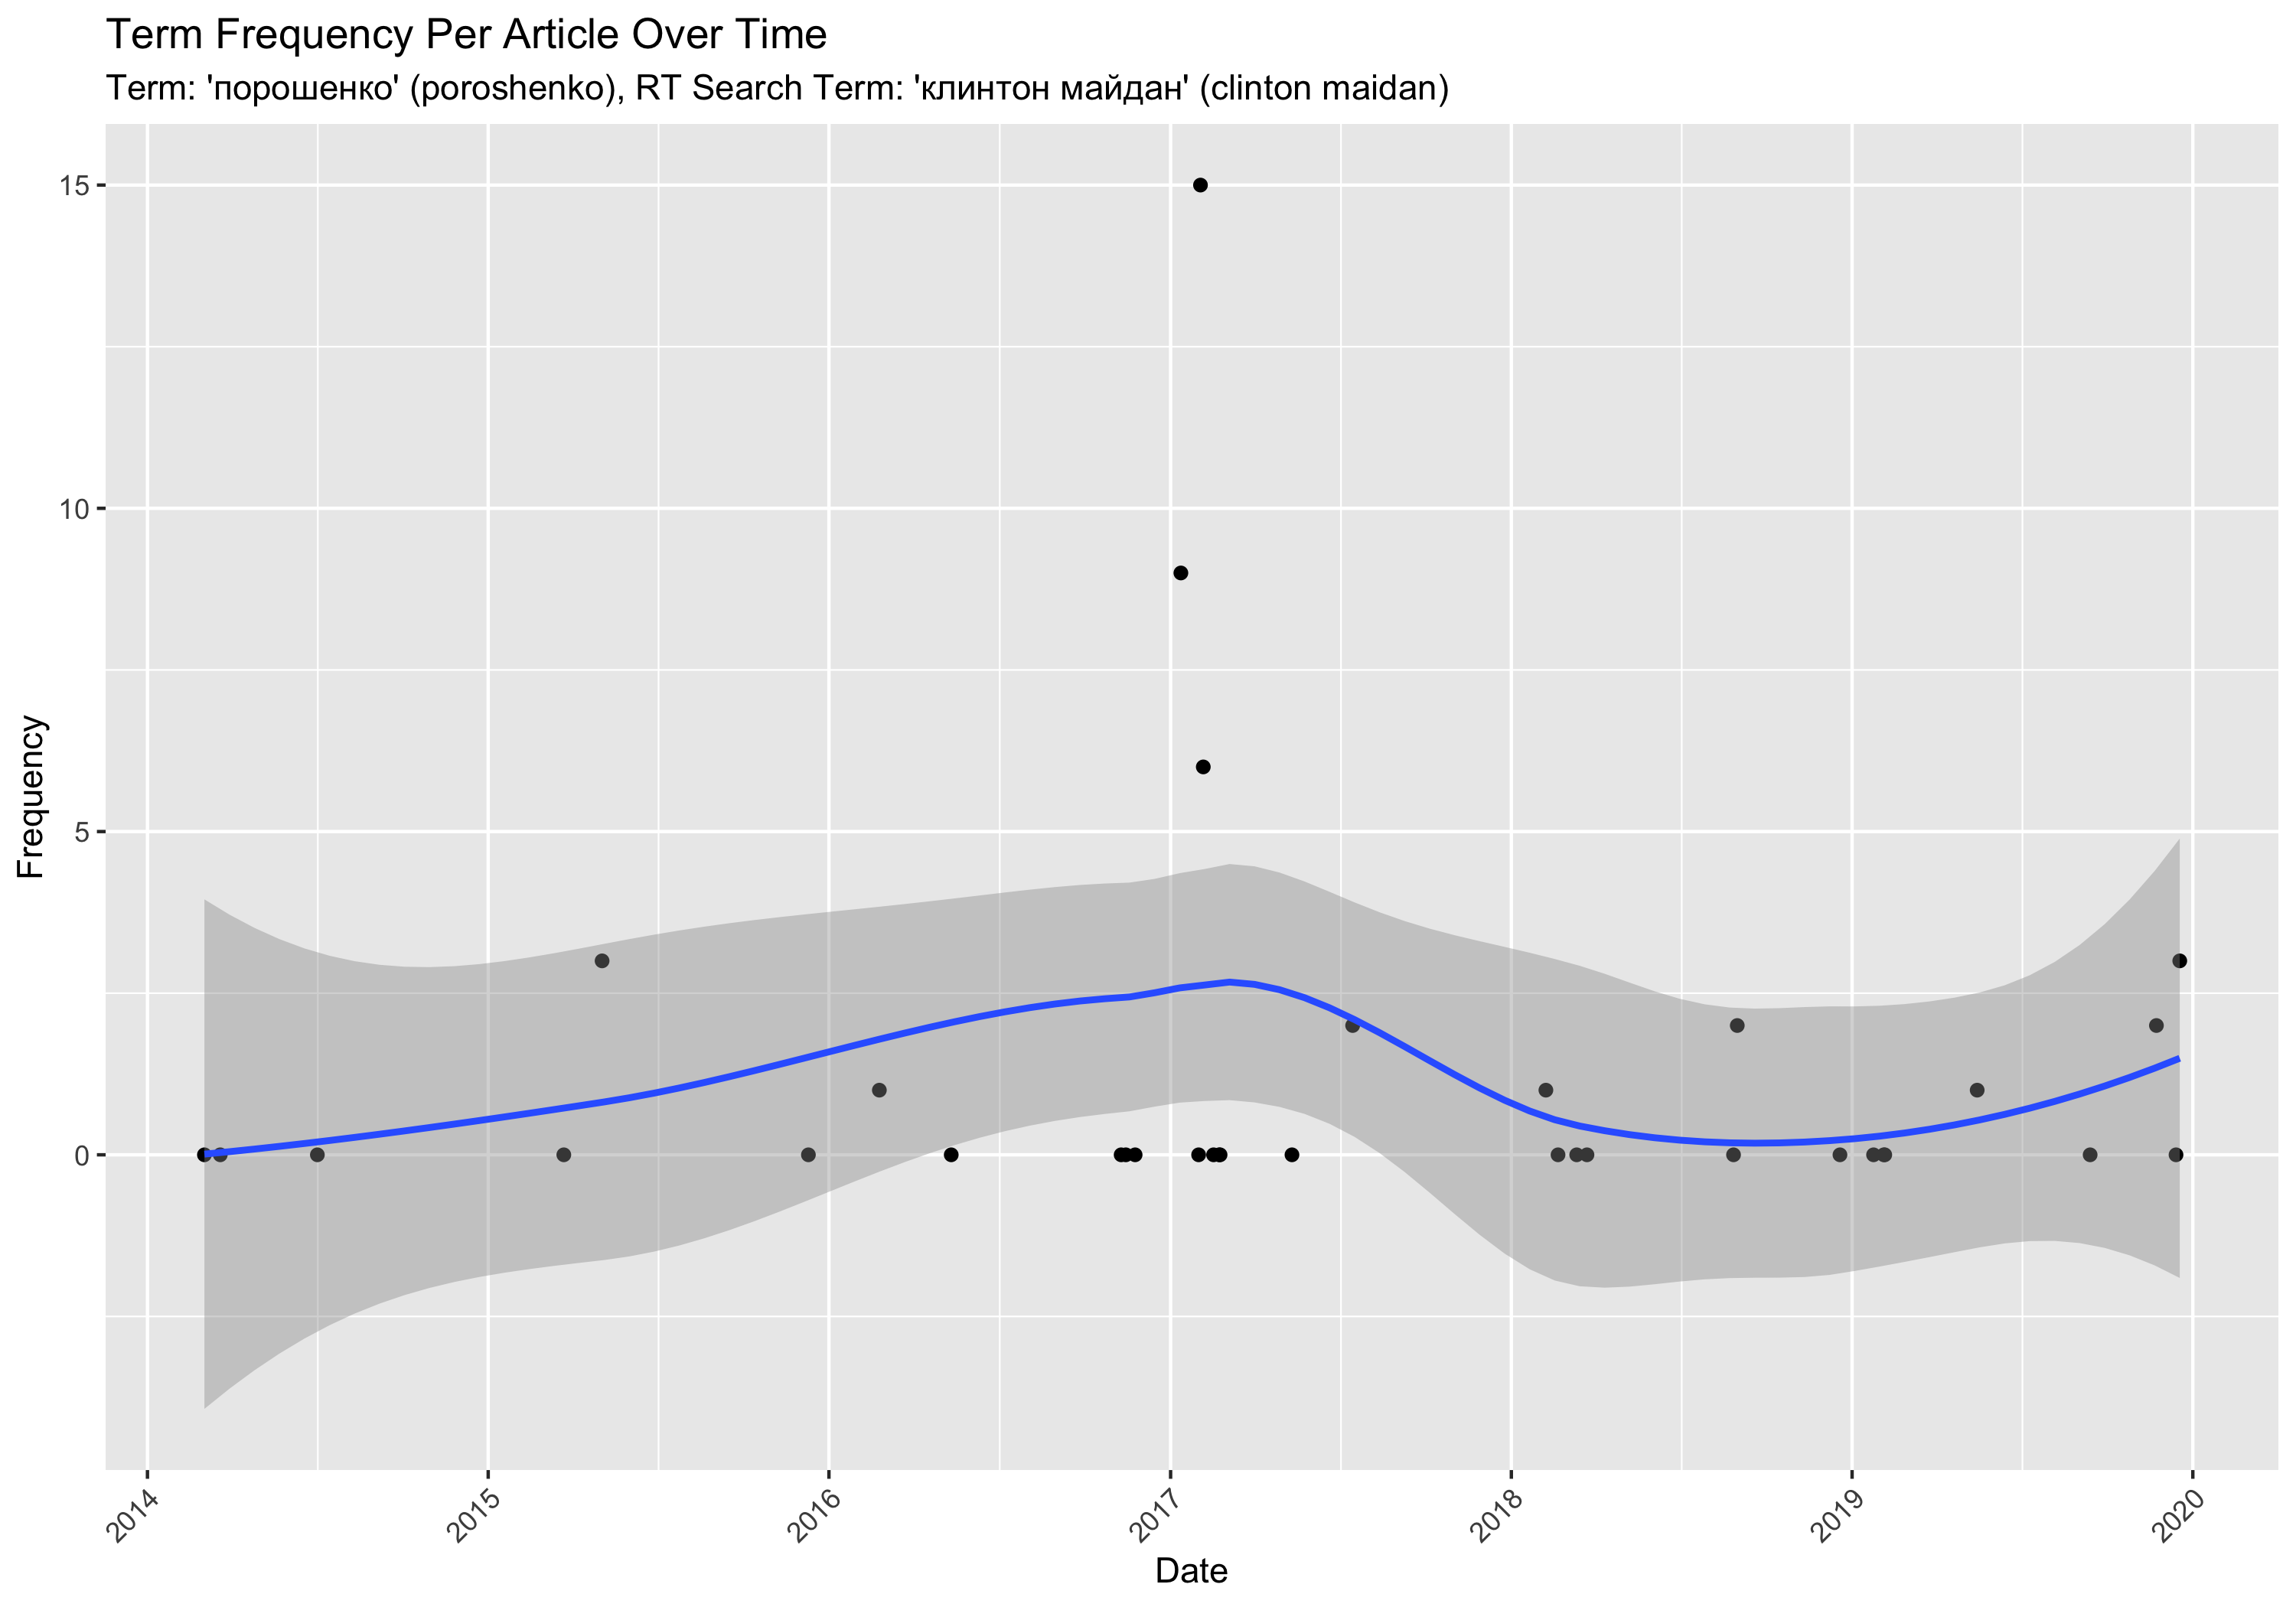 Term Frequency Per Article Over Time
Term: 'порошенко' (poroshenko), RT Search Term: 'клинтон майдан' (clinton maidan)
Frequency
15
10
5
0
2014
2015
2016
2017
2018
2019
2020
Date